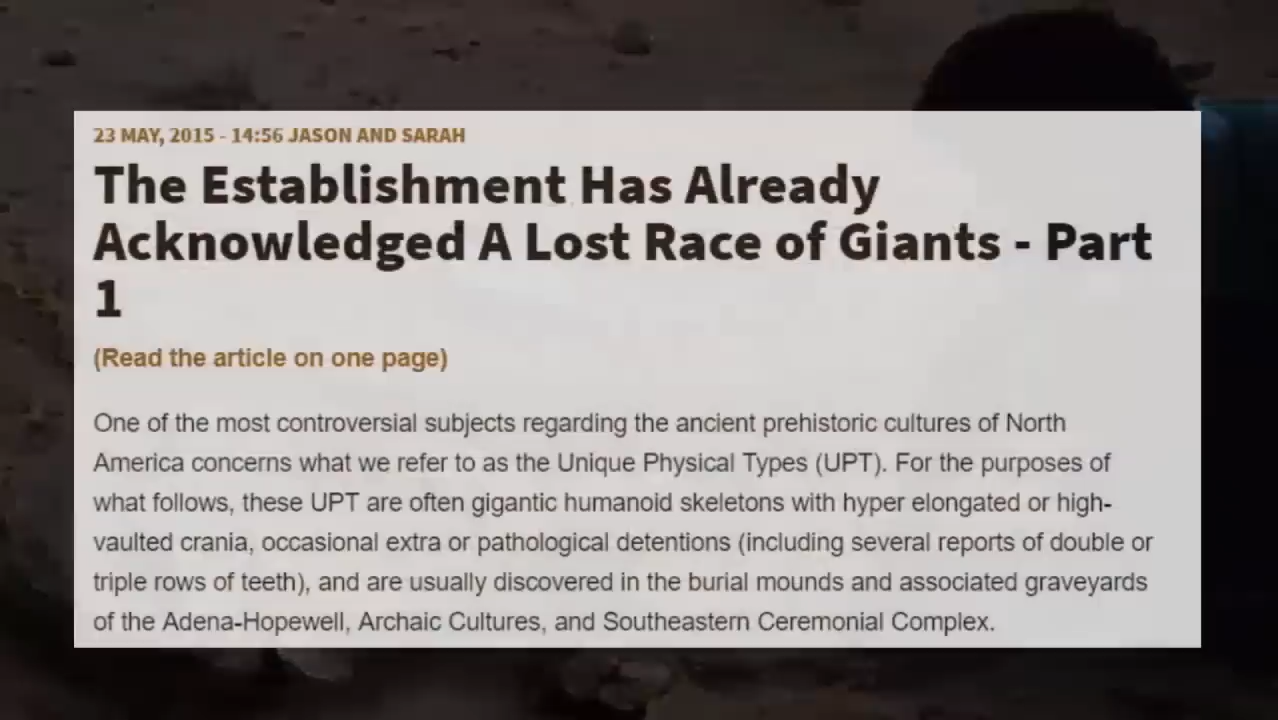 23 MAY, 2015 - 14:56 JASON AND SARAH
The Establishment Has Already
Acknowledged A Lost Race of Giants - Part
1
(Read the article on one page)
One of the most controversial subjects regarding the ancient prehistoric cultures of North
America concerns what we refer to as the Unique Physical Types (UPT). For the purposes of
what follows, these UPT are often gigantic humanoid skeletons with hyper elongated or high-
vaulted crania, occasional extra or pathological detentions (including several reports of double or
triple rows of teeth), and are usually discovered in the burial mounds and associated graveyards
of the Adena-Hopewell, Archaic Cultures, and Southeastern Ceremonial Complex.